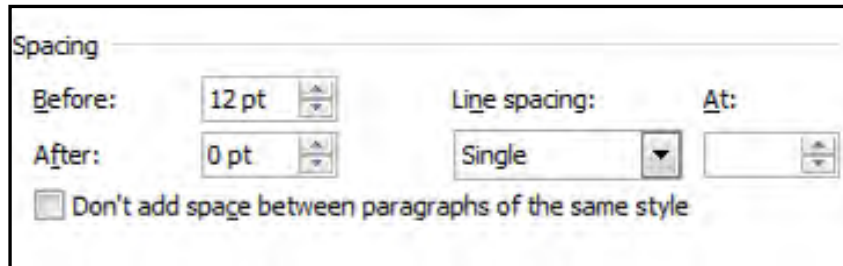 Spacing
Before: 12 pt Line spacing: At:
After: 0 pt Single
Don't add space between paragraphs of the same style